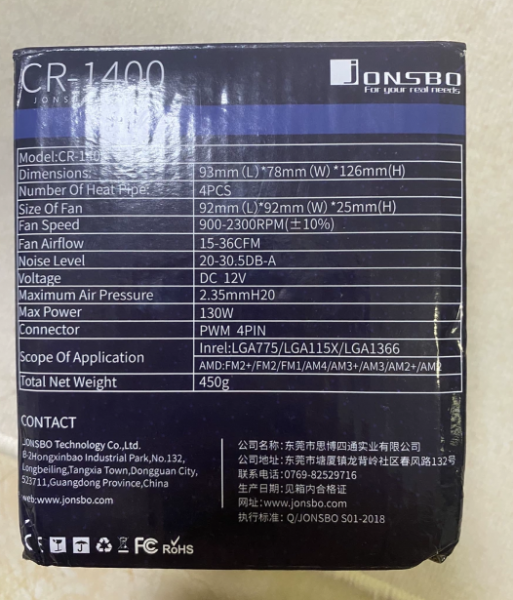 CR-1400
JONSBO
For your real needs
Model:CR-140
Dimensions: 93mm (L)*78mm (W) *126mm(H)
Number Of Heat Pipe: 4PCS
Size Of Fan 92mm (L)*92mm (W) *25mm(H)
Fan Speed 900-2300RPM(±10%)
Fan Airflow 15-36CFM
Noise Level 20-30.5DB-A
Voltage DC 12V
Maximum Air Pressure 2.35mmH20
Max Power 130W
Connector PWM 4PIN
Scope Of Application Inrel:LGA775/LGA115X/LGA1366
AMD:FM2+/FM2/FM1/AM4/AM3+/AM3/AM2+/AM2
Total Net Weight 450g
CONTACT
JONSBO Technology Co.,Ltd.
B-2Hongxinbao Industrial Park,No.132,
Longbeiling,Tangxia Town,Dongguan City,
523711,Guangdong Province,China
web:www.jonsbo.com
公司名称:东莞市思博四通实业有限公司
公司地址:东莞市塘厦镇龙背岭社区春风路132号
联系电话:0769-82529716
生产日期:见箱内合格证
网址:www.jonsbo.com
执行标准: Q/JONSBO S01-2018
CE FC RoHS